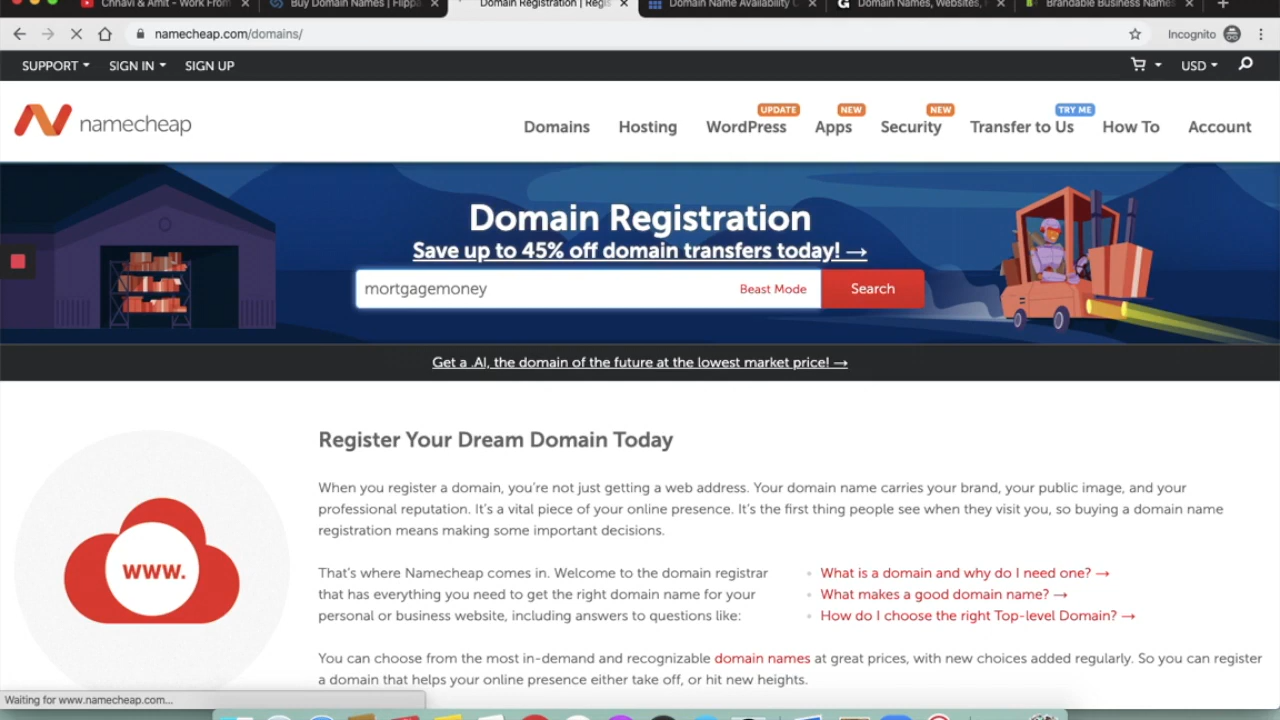 Chhavi & Amit - Work From
Buy Domain Names | Flippa
Domain Registration | Regis
Domain Name Availability C
Domain Names, Websites, H
Brandable Business Names
namecheap.com/domains/
Incognito
SUPPORT
SIGN IN
SIGN UP
USD
namecheap
UPDATE
NEW
NEW
TRY ME
Domains
Hosting
WordPress
Apps
Security
Transfer to Us
How To
Account
Domain Registration
Save up to 45% off domain transfers today! →
mortgagemoney
Beast Mode
Search
Get a .AI, the domain of the future at the lowest market price! →
Register Your Dream Domain Today
When you register a domain, you're not just getting a web address. Your domain name carries your brand, your public image, and your
professional reputation. It's a vital piece of your online presence. It's the first thing people see when they visit you, so buying a domain name
registration means making some important decisions.
www.
That's where Namecheap comes in. Welcome to the domain registrar
that has everything you need to get the right domain name for your
personal or business website, including answers to questions like:
What is a domain and why do I need one? →
What makes a good domain name? →
How do I choose the right Top-level Domain? →
You can choose from the most in-demand and recognizable domain names at great prices, with new choices added regularly. So you can register
a domain that helps your online presence either take off, or hit new heights.
Waiting for www.namecheap.com...